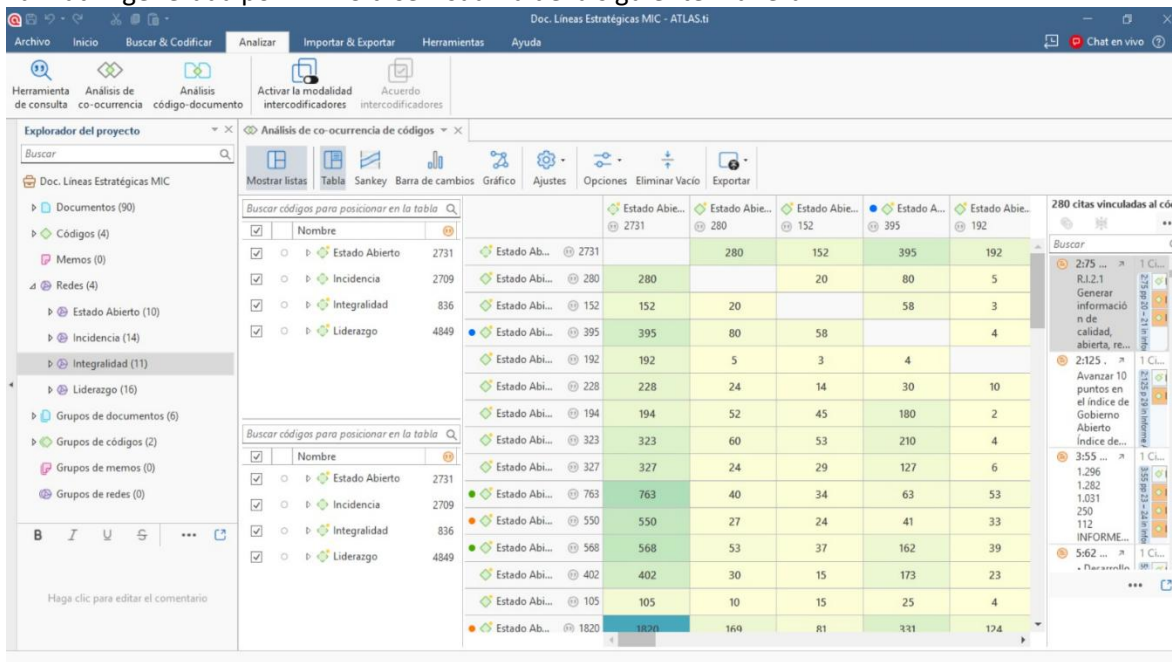 Doc. Líneas Estratégicas MIC - ATLAS.ti
Archivo Inicio Buscar & Codificar Analizar Importar & Exportar Herramientas Ayuda Chat en vivo
Herramienta de consulta
Análisis de co-ocurrencia
Análisis código-documento
Activar la modalidad intercodificadores
Acuerdo intercodificadores
Explorador del proyecto
Buscar
Doc. Líneas Estratégicas MIC
Documentos (90)
Códigos (4)
Memos (0)
Redes (4)
Estado Abierto (10)
Incidencia (14)
Integralidad (11)
Liderazgo (16)
Grupos de documentos (6)
Grupos de códigos (2)
Grupos de memos (0)
Grupos de redes (0)
B I U S
Haga clic para editar el comentario
Análisis de co-ocurrencia de códigos
Mostrar listas Tabla Sankey Barra de cambios Gráfico Ajustes Opciones Eliminar Vacío Exportar
Buscar códigos para posicionar en la tabla
Nombre
Estado Abierto 2731
Incidencia 2709
Integralidad 836
Liderazgo 4849
Buscar códigos para posicionar en la tabla
Nombre
Estado Abierto 2731
Incidencia 2709
Integralidad 836
Liderazgo 4849
Estado Abie... Estado Abie... Estado Abie... Estado A... Estado Abie...
2731 280 152 395 192
Estado Ab... 2731 280 152 395 192
Estado Abi... 280 280 20 80 5
Estado Abi... 152 152 20 58 3
Estado Abi... 395 395 80 58 4
Estado Abi... 192 192 5 3 4
Estado Abi... 228 228 24 14 30 10
Estado Abi... 194 194 52 45 180 2
Estado Abi... 323 323 60 53 210 4
Estado Abi... 327 327 24 29 127 6
Estado Abi... 763 763 40 34 63 53
Estado Abi... 550 550 27 24 41 33
Estado Abi... 568 568 53 37 162 39
Estado Abi... 402 402 30 15 173 23
Estado Abi... 105 105 10 15 25 4
Estado Ab... 1820 1820 169 81 331 124
280 citas vinculadas al có
Buscar
2:75 ... 1 Ci...
R.I.2.1
Generar
informació
n de
calidad,
abierta, re...
2:125 . 1 Ci...
Avanzar 10
puntos en
el índice de
Gobierno
Abierto
Índice de...
3:55 ... 1 Ci...
1.296
1.282
1.031
250
112
INFORME...
5:62 ... 1 Ci...